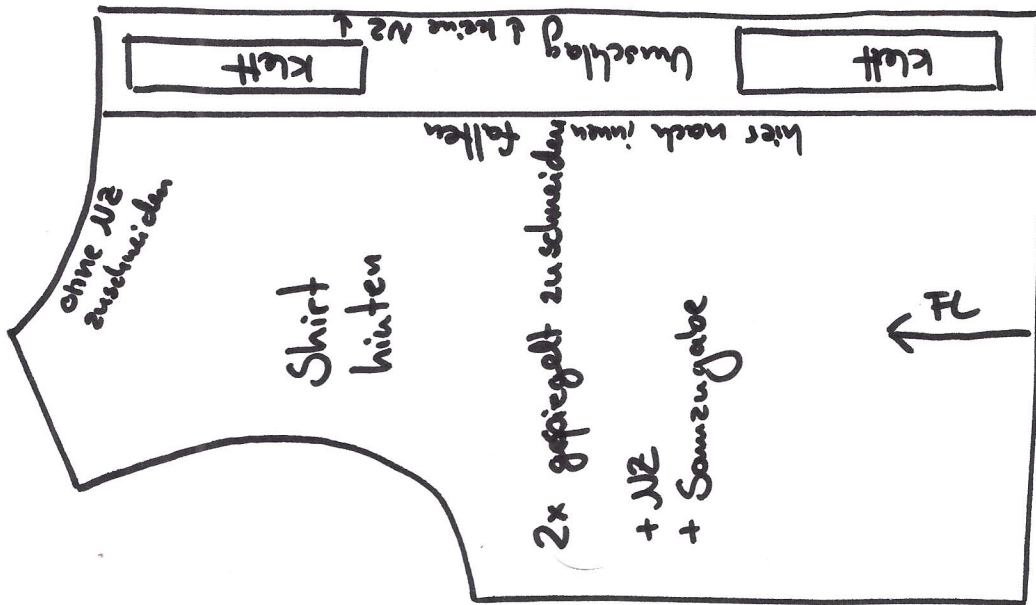 Klett
Umschlag
↓ keine NZ ↓
Klett
hier nach innen falten
ohne NZ
zuschneiden
Shirt
hinten
2x gespiegelt zuschneiden
+ NZ
+ Saumzugabe
FL